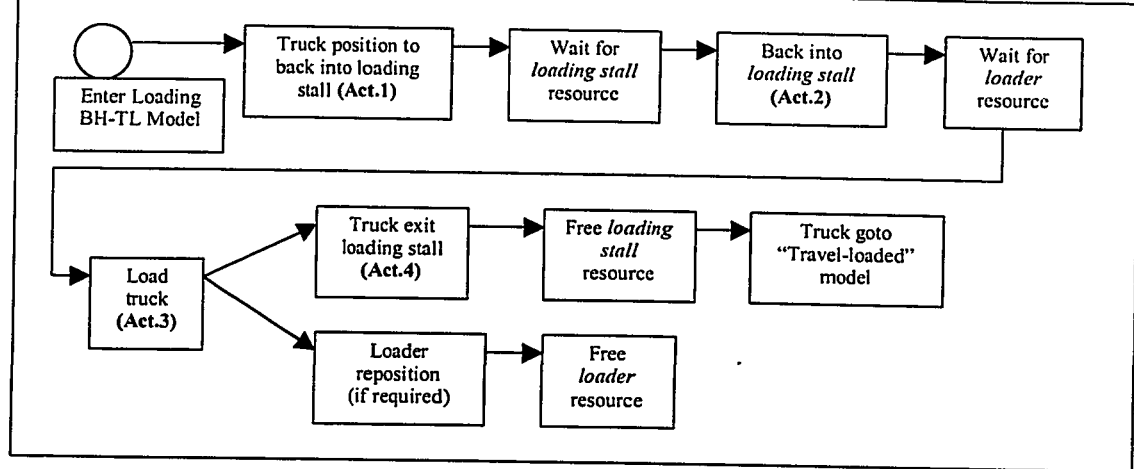 Enter Loading
BH-TL Model
Truck position to
back into loading
stall (Act.1)
Wait for
loading stall
resource
Back into
loading stall
(Act.2)
Wait for
loader
resource
Load
truck
(Act.3)
Truck exit
loading stall
(Act.4)
Free loading
stall
resource
Truck goto
“Travel-loaded”
model
Loader
reposition
(if required)
Free
loader
resource